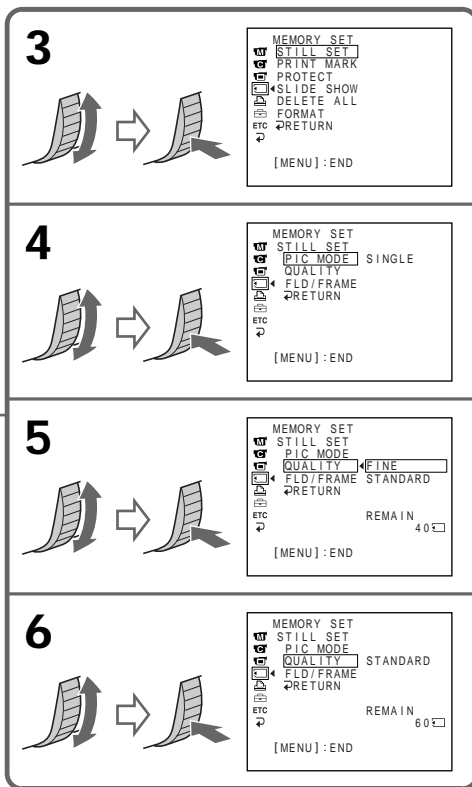 3
MEMORY SET
STILL SET
PRINT MARK
PROTECT
SLIDE SHOW
DELETE ALL
FORMAT
ETC RETURN
[MENU] : END
4
MEMORY SET
STILL SET
PIC MODE SINGLE
QUALITY
FLD/FRAME
RETURN
ETC
[MENU] : END
5
MEMORY SET
STILL SET
PIC MODE
QUALITY FINE
FLD/FRAME STANDARD
RETURN
ETC REMAIN
40
[MENU] : END
6
MEMORY SET
STILL SET
PIC MODE
QUALITY STANDARD
FLD/FRAME
RETURN
ETC REMAIN
60
[MENU] : END